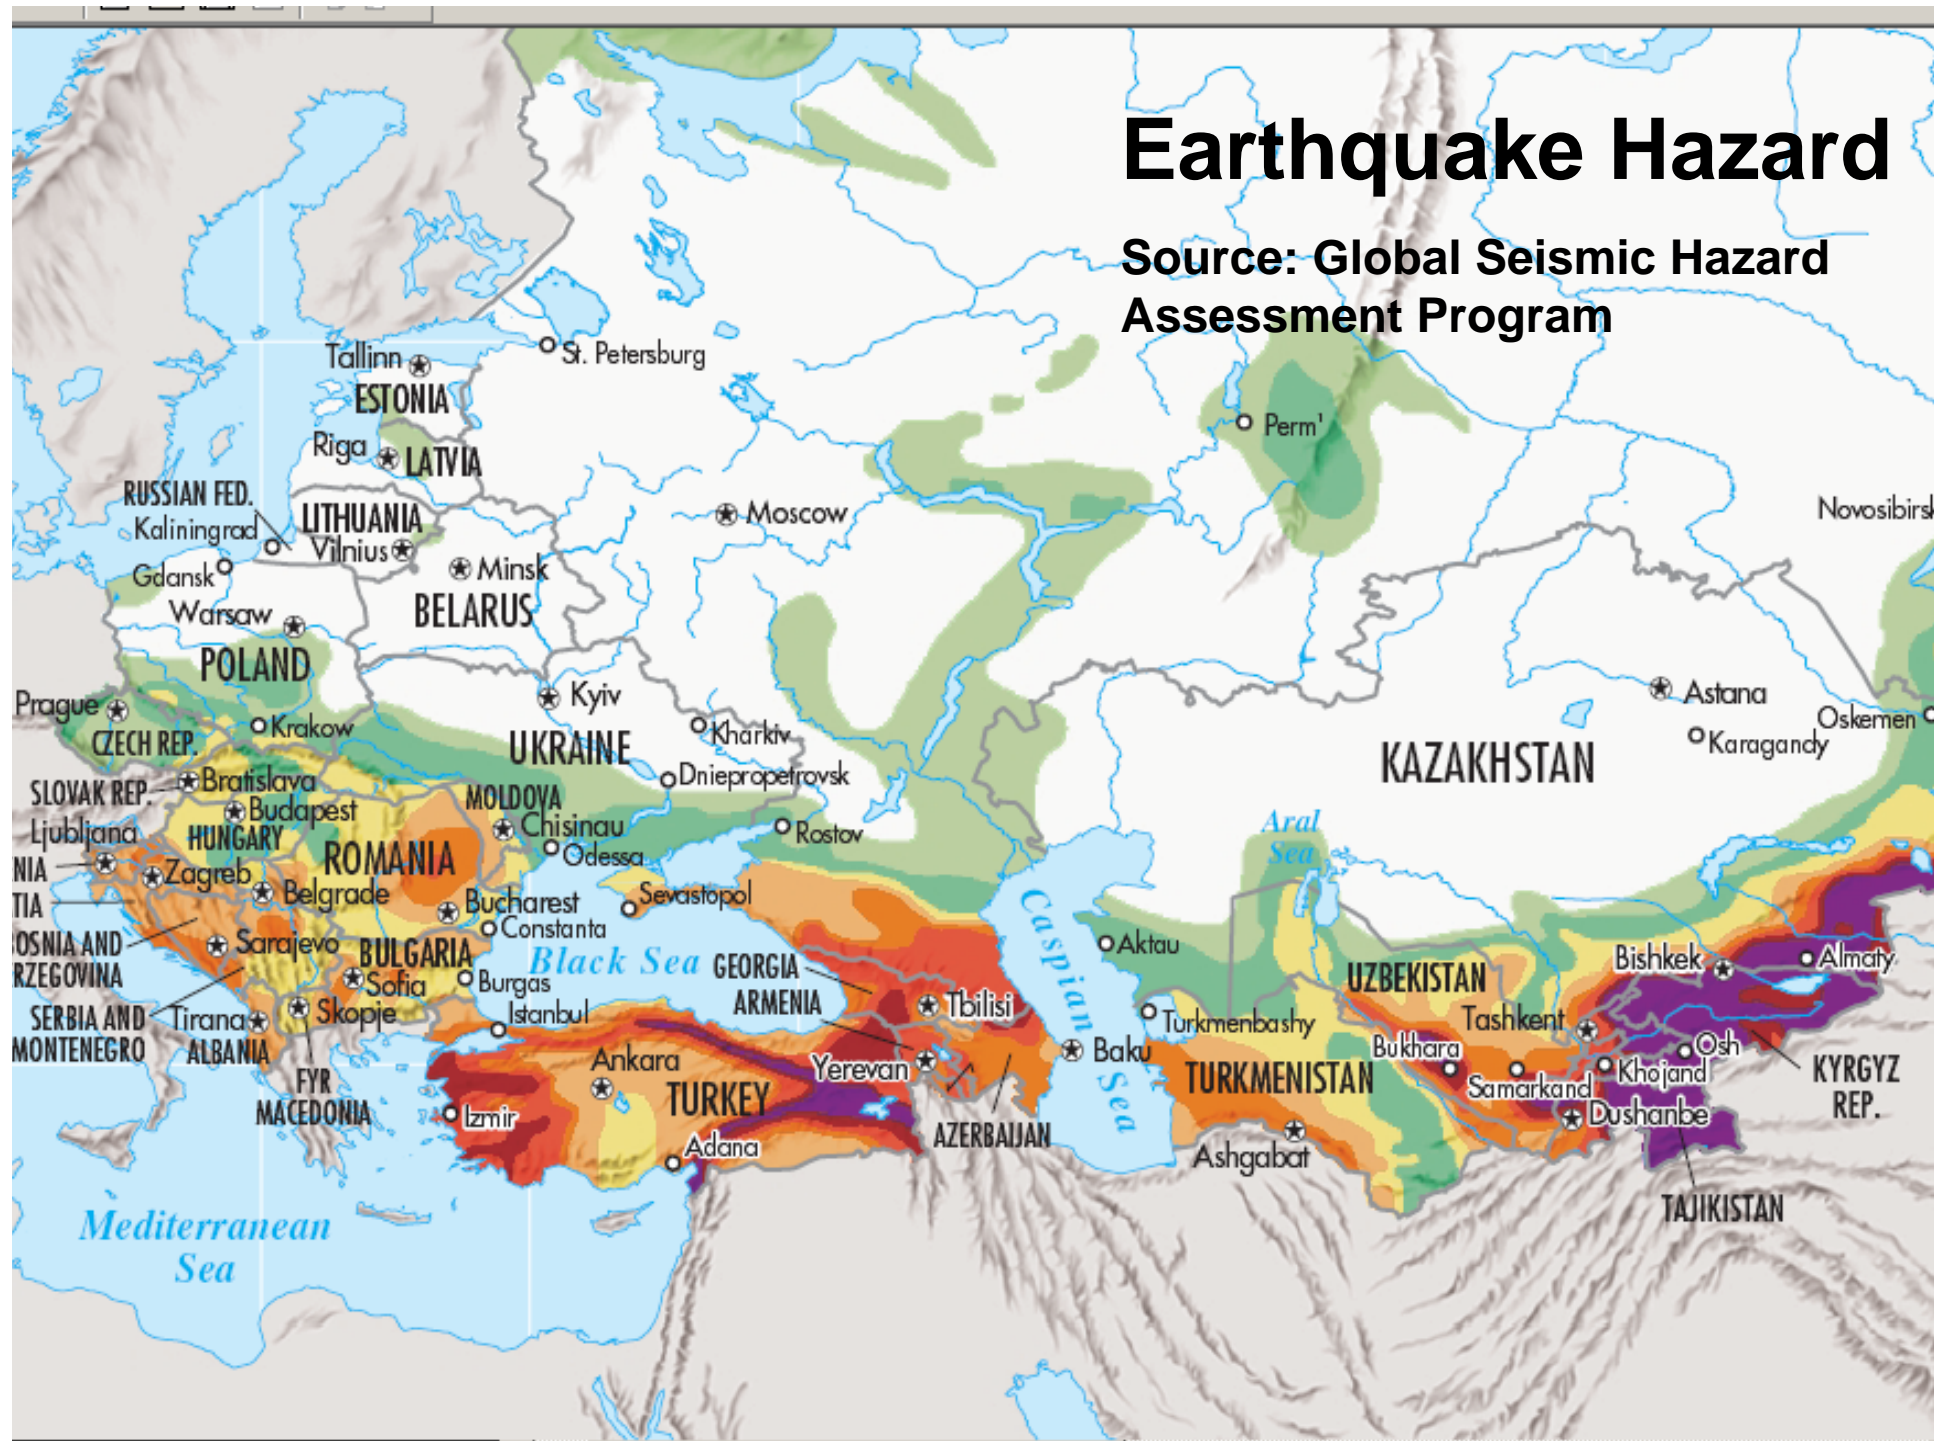 Earthquake Hazard
Source: Global Seismic Hazard
Assessment Program
Tallinn
St. Petersburg
ESTONIA
Riga
LATVIA
Perm'
RUSSIAN FED.
Kaliningrad
LITHUANIA
Vilnius
Moscow
Novosibirsk
Gdansk
Minsk
Warsaw
BELARUS
POLAND
Prague
Kyiv
Astana
Krakow
Kharkiv
Oskemen
CZECH REP.
UKRAINE
Karagandy
KAZAKHSTAN
SLOVAK REP.
Bratislava
Dniepropetrovsk
Budapest
MOLDOVA
Ljubljana
HUNGARY
Chisinau
Rostov
Aral
Sea
ROMANIA
Odessa
NIA
Zagreb
Belgrade
Sevastopol
TIA
Bucharest
Constanta
OSNIA AND
RZEGOVINA
Sarajevo
BULGARIA
Black Sea
Caspian Sea
Aktau
Bishkek
Almaty
Sofia
Burgas
GEORGIA
UZBEKISTAN
SERBIA AND
MONTENEGRO
Tirana
Skopje
Istanbul
ARMENIA
Tbilisi
Turkmenbashy
Tashkent
ALBANIA
Ankara
Yerevan
Baku
Bukhara
Osh
FYR
MACEDONIA
TURKEY
TURKMENISTAN
Samarkand
Khojand
KYRGYZ
REP.
Izmir
Adana
AZERBAIJAN
Ashgabat
Dushanbe
TAJIKISTAN
Mediterranean
Sea